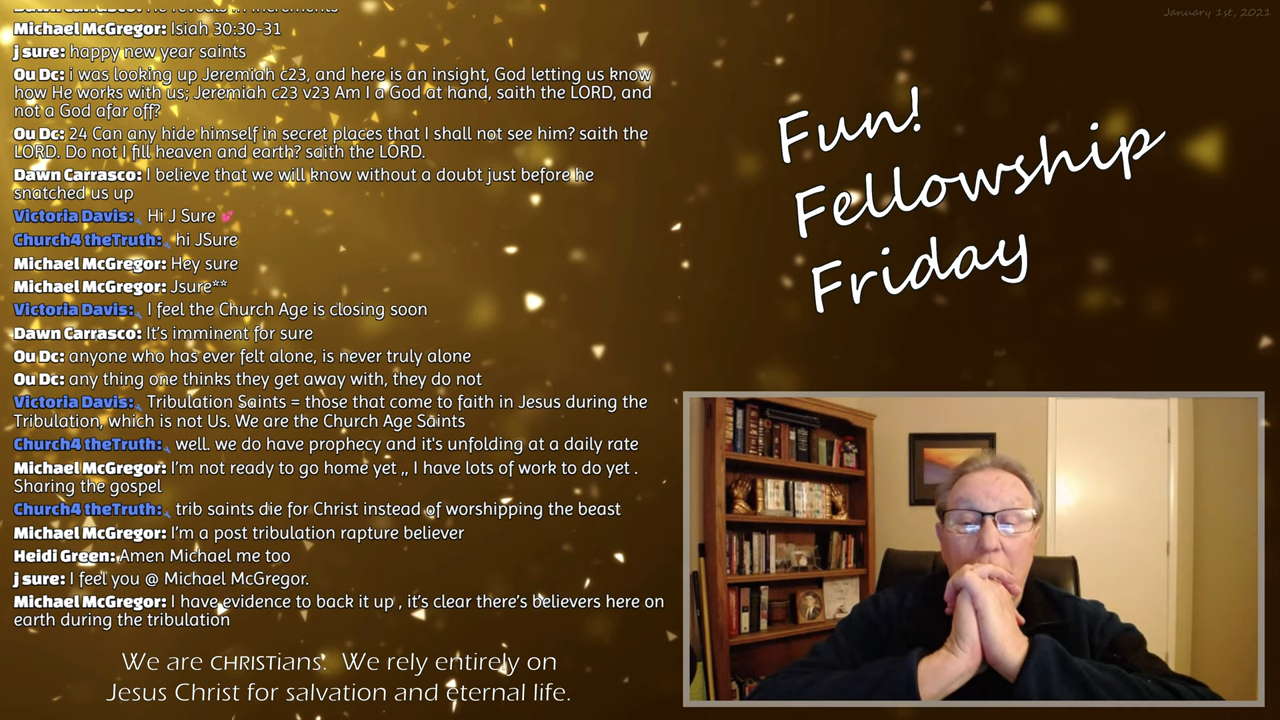 Dawn Carrasco: He reveals in increments
Michael McGregor: Isiah 30:30-31
j sure: happy new year saints
Ou Dc: i was looking up Jeremiah c23, and here is an insight, God letting us know
how He works with us; Jeremiah c23 v23 Am I a God at hand, saith the LORD, and
not a God afar off?
Ou Dc: 24 Can any hide himself in secret places that I shall not see him? saith the
LORD. Do not I fill heaven and earth? saith the LORD.
Dawn Carrasco: I believe that we will know without a doubt just before he
snatched us up
Victoria Davis: Hi J Sure 💕
Church4 theTruth: hi JSure
Michael McGregor: Hey sure
Michael McGregor: Jsure**
Victoria Davis: I feel the Church Age is closing soon
Dawn Carrasco: It's imminent for sure
Ou Dc: anyone who has ever felt alone, is never truly alone
Ou Dc: any thing one thinks they get away with, they do not
Victoria Davis: Tribulation Saints = those that come to faith in Jesus during the
Tribulation, which is not Us. We are the Church Age Saints
Church4 theTruth: well. we do have prophecy and it's unfolding at a daily rate
Michael McGregor: I'm not ready to go home yet ,, I have lots of work to do yet .
Sharing the gospel
Church4 theTruth: trib saints die for Christ instead of worshipping the beast
Michael McGregor: I'm a post tribulation rapture believer
Heidi Green: Amen Michael me too
j sure: I feel you @ Michael McGregor.
Michael McGregor: I have evidence to back it up , it's clear there's believers here on
earth during the tribulation
We are CHRISTians. We rely entirely on
Jesus Christ for salvation and eternal life.
January 1st, 2021
Fun!
Fellowship
Friday